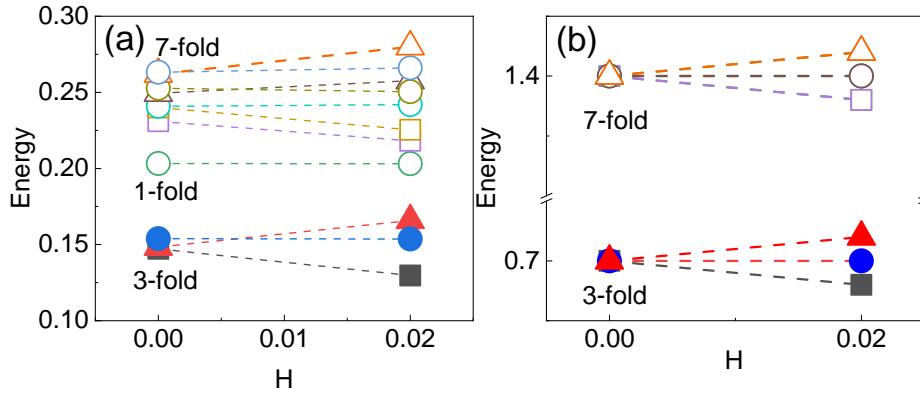 (a)
7-fold
0.30
0.25
0.20
0.15
0.10
Energy
1-fold
3-fold
0.00
0.01
0.02
H
(b)
1.4
7-fold
Energy
0.7
3-fold
0.00
0.02
H